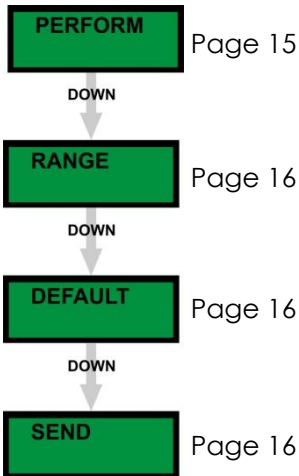 PERFORM
Page 15
DOWN
RANGE
Page 16
DOWN
DEFAULT
Page 16
DOWN
SEND
Page 16